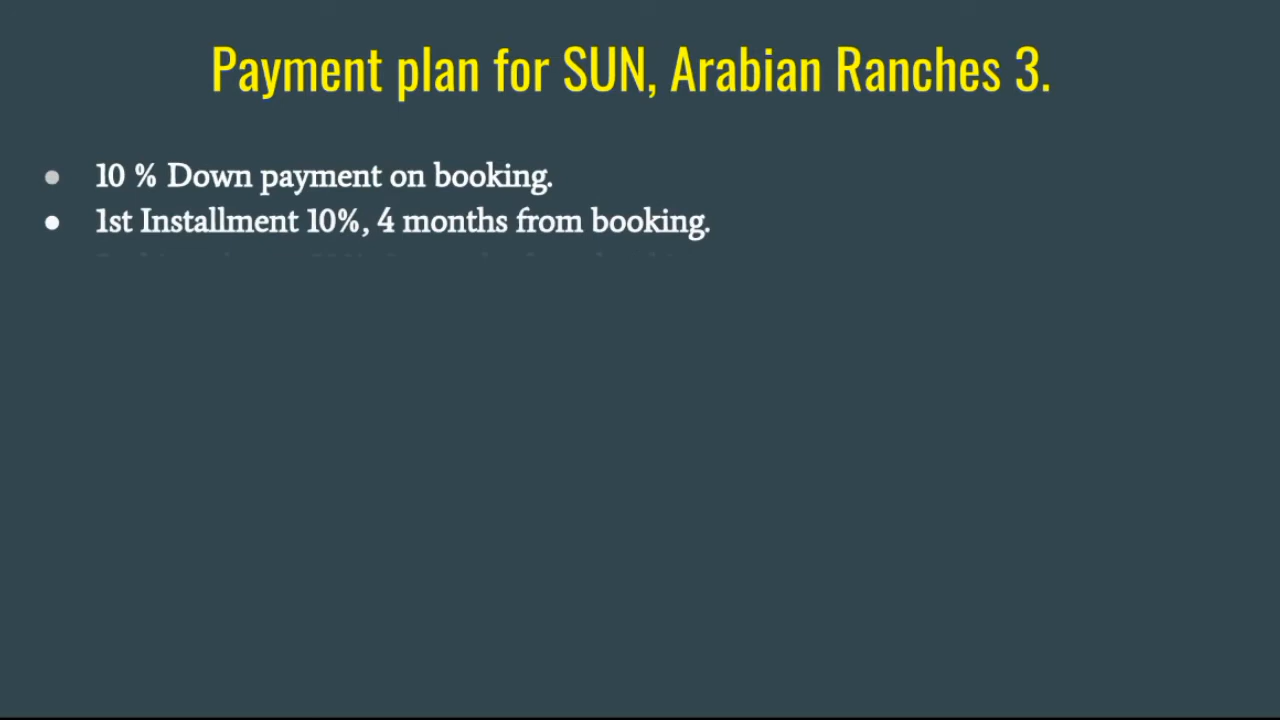 Payment plan for SUN, Arabian Ranches 3.
● 10 % Down payment on booking.
● 1st Installment 10%, 4 months from booking.